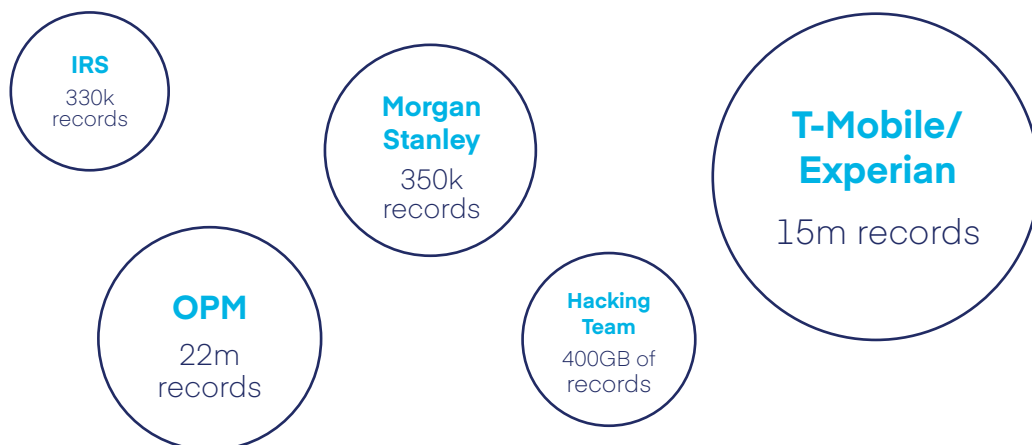 IRS
330k
records
Morgan
Stanley
350k
records
T-Mobile/
Experian
15m records
OPM
22m
records
Hacking
Team
400GB of
records